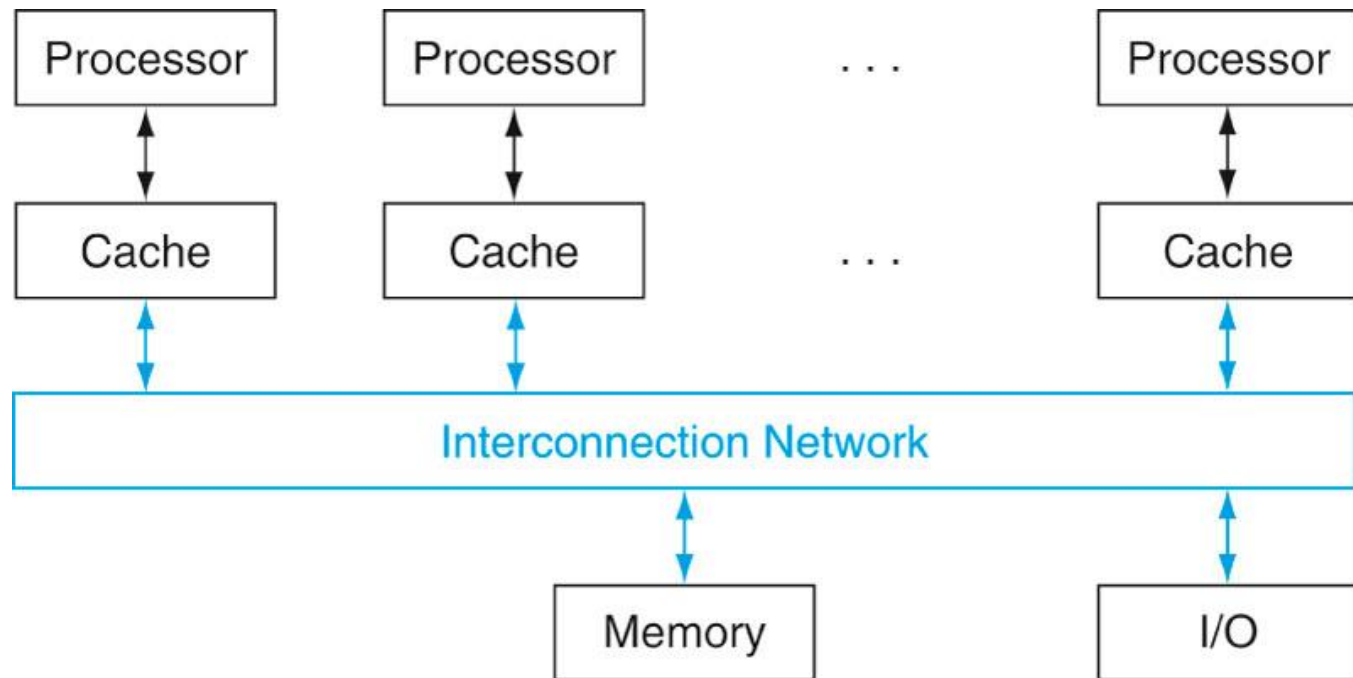 Processor Processor . . . Processor
Cache Cache . . . Cache
Interconnection Network
Memory I/O